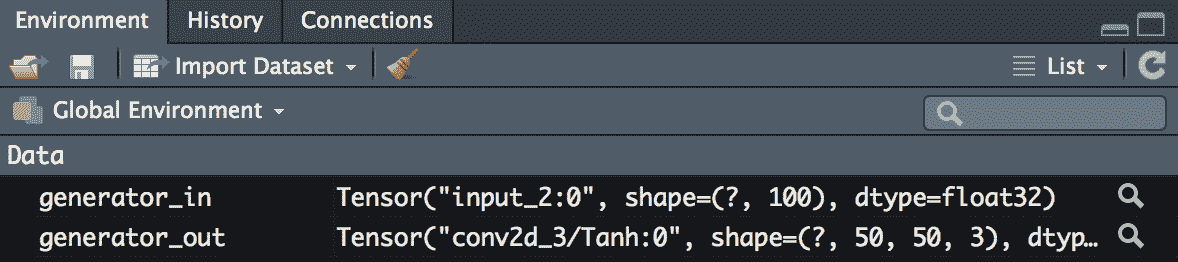 Environment History Connections
Import Dataset List
Global Environment
Data
generator_in Tensor("input_2:0", shape=(?, 100), dtype=float32)
generator_out Tensor("conv2d_3/Tanh:0", shape=(?, 50, 50, 3), dtyp…